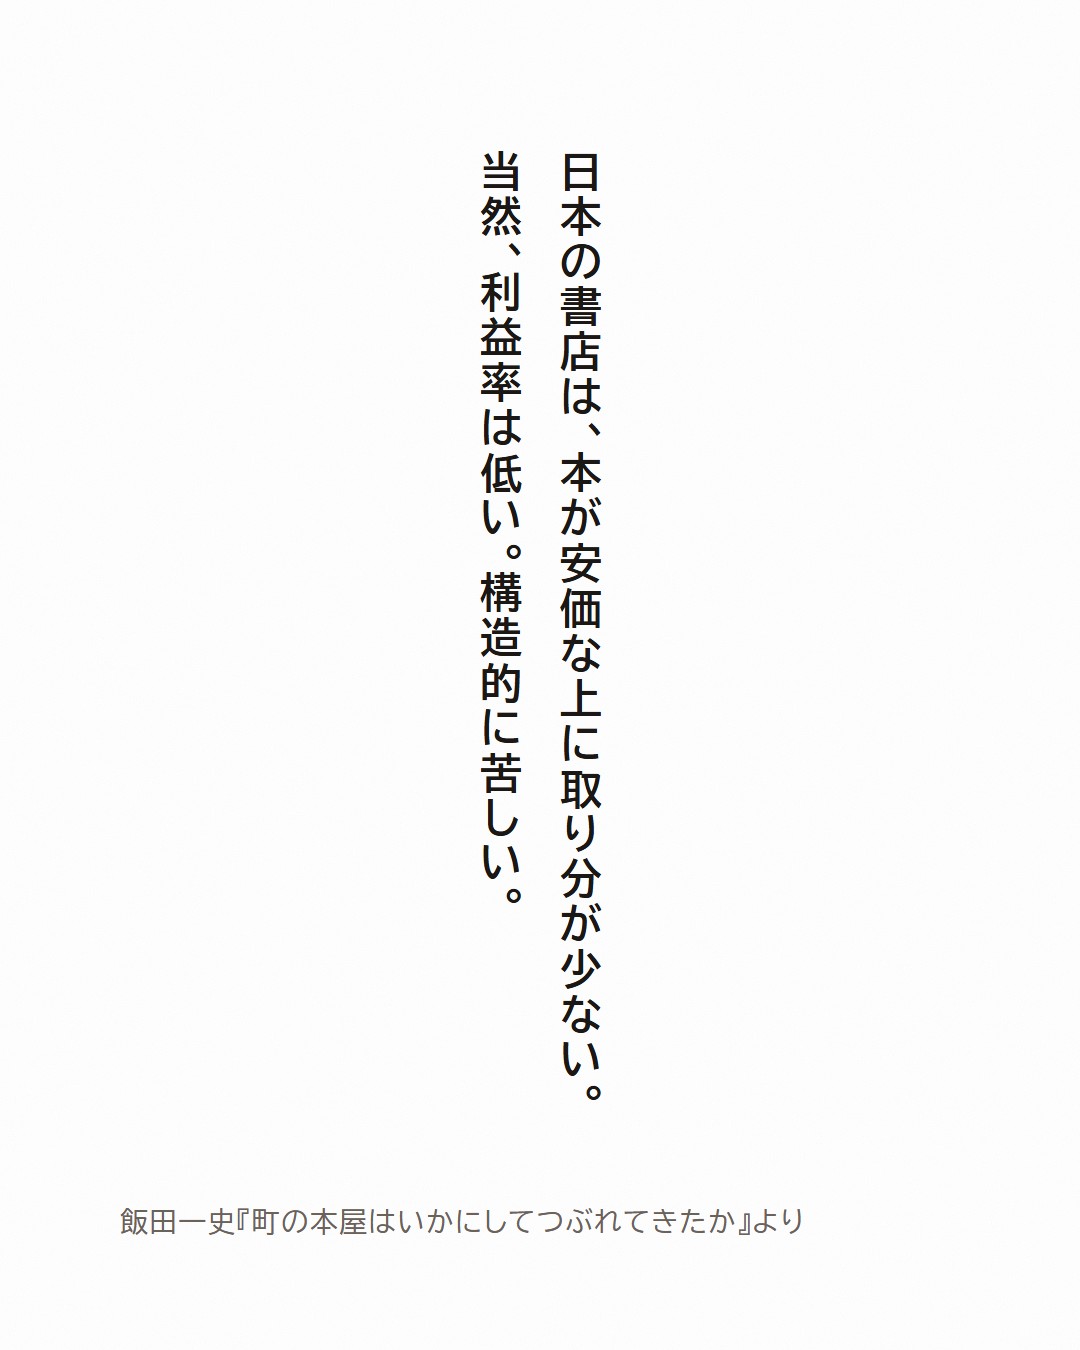 日本の書店は、本が安価な上に取り分が少ない。
当然、利益率は低い。構造的に苦しい。
飯田一史『町の本屋はいかにしてつぶれてきたか』より